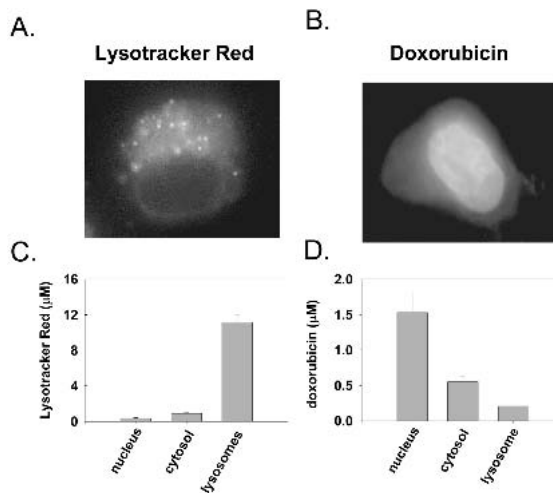 A.
Lysotracker Red
B.
Doxorubicin
C.
Lysotracker Red (μM)
16
12
8
4
0
nucleus
cytosol
lysosomes
D.
doxorubicin (μM)
2.0
1.5
1.0
0.5
0.0
nucleus
cytosol
lysosome